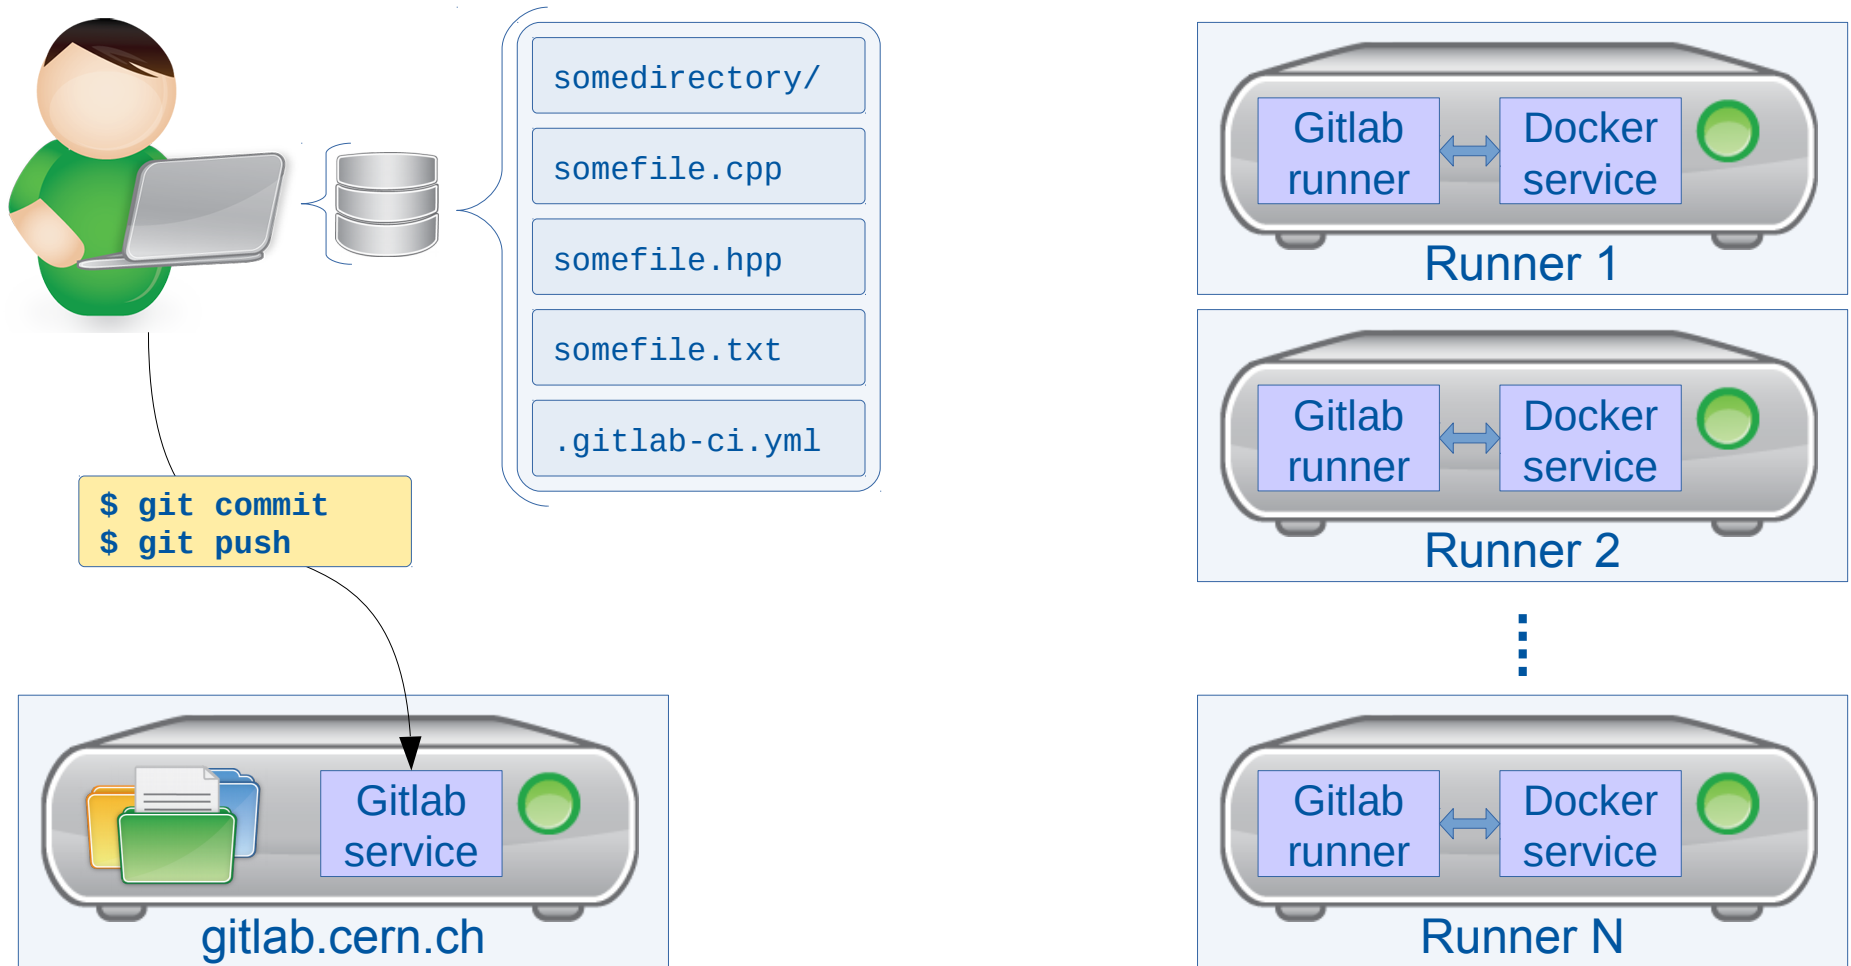 somedirectory/
somefile.cpp
somefile.hpp
somefile.txt
.gitlab-ci.yml
$ git commit
$ git push
Gitlab
service
gitlab.cern.ch
Gitlab
runner
Docker
service
Runner 1
Gitlab
runner
Docker
service
Runner 2
Gitlab
runner
Docker
service
Runner N